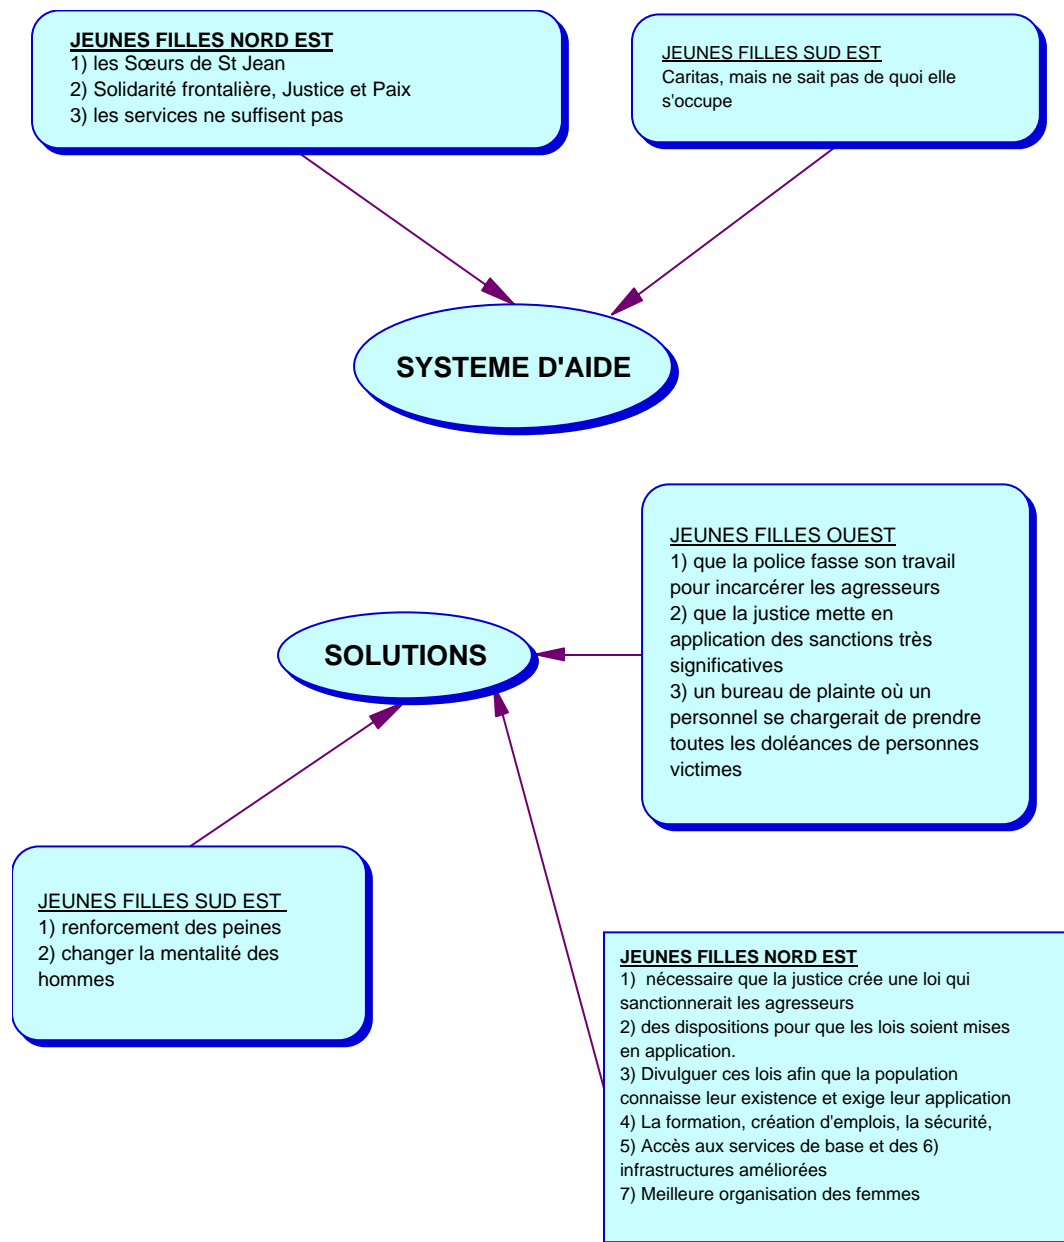 JEUNES FILLES NORD EST
1) les Sœurs de St Jean
2) Solidarité frontalière, Justice et Paix
3) les services ne suffisent pas
JEUNES FILLES SUD EST
Caritas, mais ne sait pas de quoi elle
s'occupe
SYSTEME D'AIDE
JEUNES FILLES OUEST
1) que la police fasse son travail
pour incarcérer les agresseurs
2) que la justice mette en
application des sanctions très
significatives
3) un bureau de plainte où un
personnel se chargerait de prendre
toutes les doléances de personnes
victimes
SOLUTIONS
JEUNES FILLES SUD EST
1) renforcement des peines
2) changer la mentalité des
hommes
JEUNES FILLES NORD EST
1) nécessaire que la justice crée une loi qui
sanctionnerait les agresseurs
2) des dispositions pour que les lois soient mises
en application.
3) Divulguer ces lois afin que la population
connaisse leur existence et exige leur application
4) La formation, création d'emplois, la sécurité,
5) Accès aux services de base et des 6)
infrastructures améliorées
7) Meilleure organisation des femmes